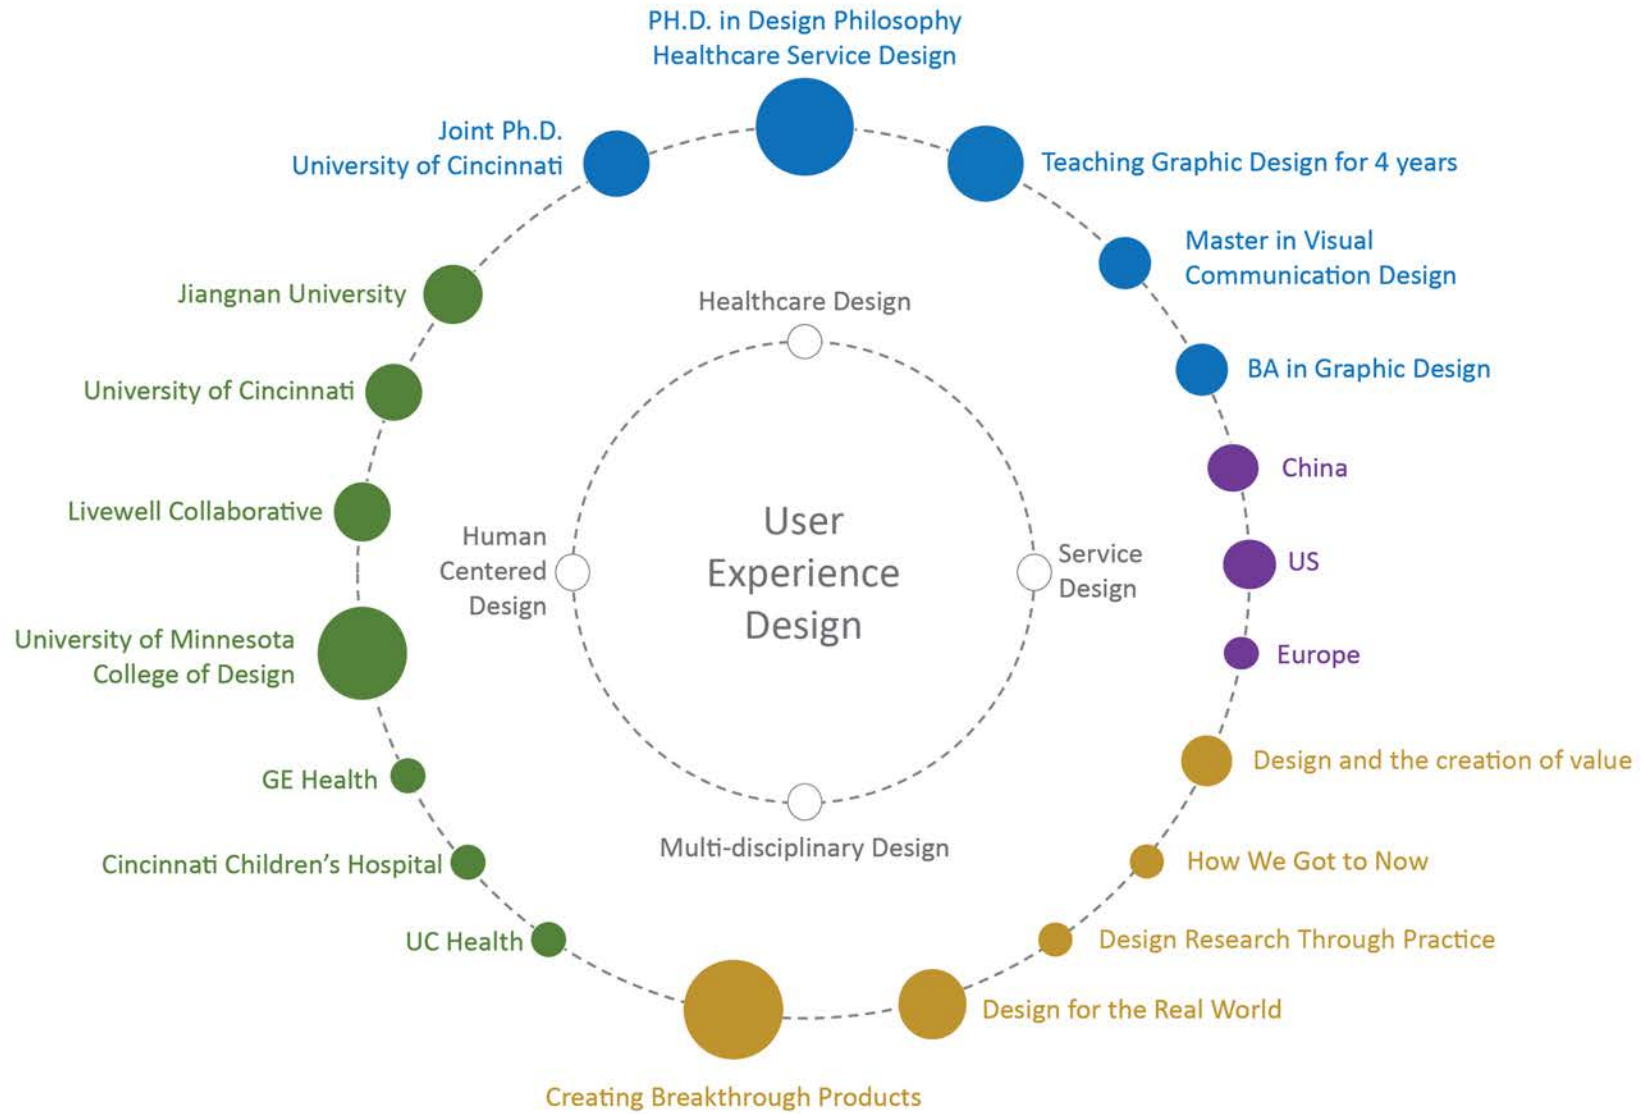 PH.D. in Design Philosophy
Healthcare Service Design
Joint Ph.D.
University of Cincinnati
Teaching Graphic Design for 4 years
Master in Visual
Communication Design
Jiangnan University
Healthcare Design
BA in Graphic Design
University of Cincinnati
China
Livewell Collaborative
Human
Centered
Design
User
Experience
Design
Service
Design
US
University of Minnesota
College of Design
Europe
GE Health
Design and the creation of value
Multi-disciplinary Design
Cincinnati Children’s Hospital
How We Got to Now
UC Health
Design Research Through Practice
Design for the Real World
Creating Breakthrough Products